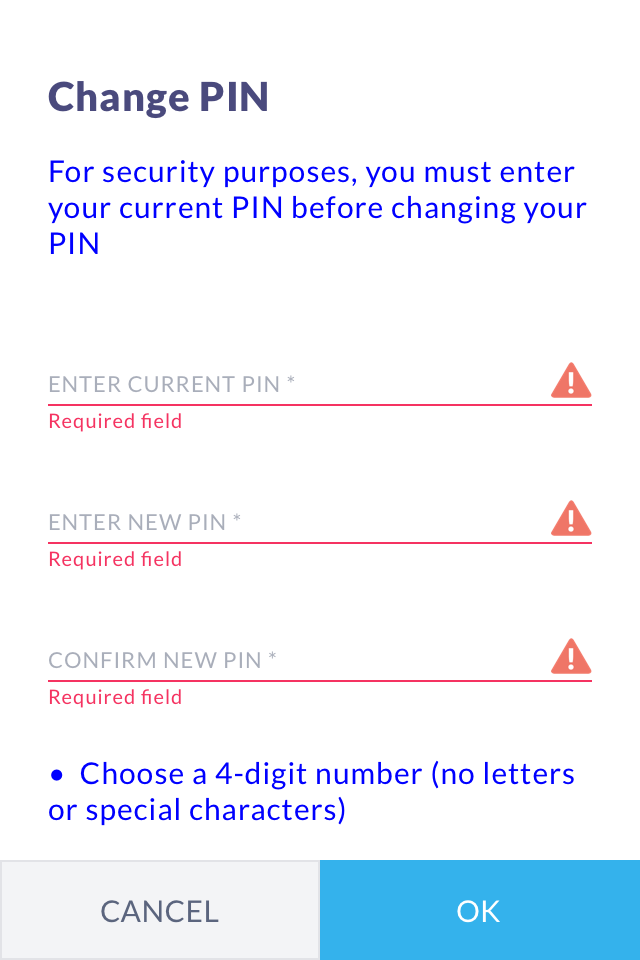 Change PIN
For security purposes, you must enter
your current PIN before changing your
PIN
ENTER CURRENT PIN *
Required field
ENTER NEW PIN *
Required field
CONFIRM NEW PIN *
Required field
• Choose a 4-digit number (no letters
or special characters)
CANCEL
OK